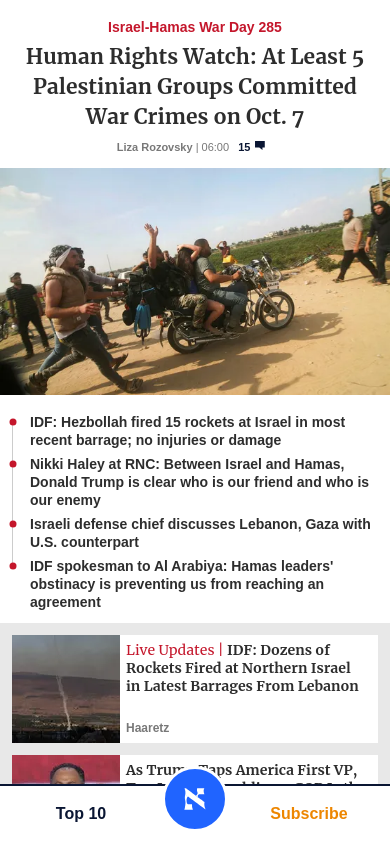 Israel-Hamas War Day 285
Human Rights Watch: At Least 5
Palestinian Groups Committed
War Crimes on Oct. 7
Liza Rozovsky | 06:00 15
IDF: Hezbollah fired 15 rockets at Israel in most
recent barrage; no injuries or damage
Nikki Haley at RNC: Between Israel and Hamas,
Donald Trump is clear who is our friend and who is
our enemy
Israeli defense chief discusses Lebanon, Gaza with
U.S. counterpart
IDF spokesman to Al Arabiya: Hamas leaders'
obstinacy is preventing us from reaching an
agreement
Live Updates | IDF: Dozens of
Rockets Fired at Northern Israel
in Latest Barrages From Lebanon
Haaretz
As Trump Taps America First VP,
Top 10
Subscribe